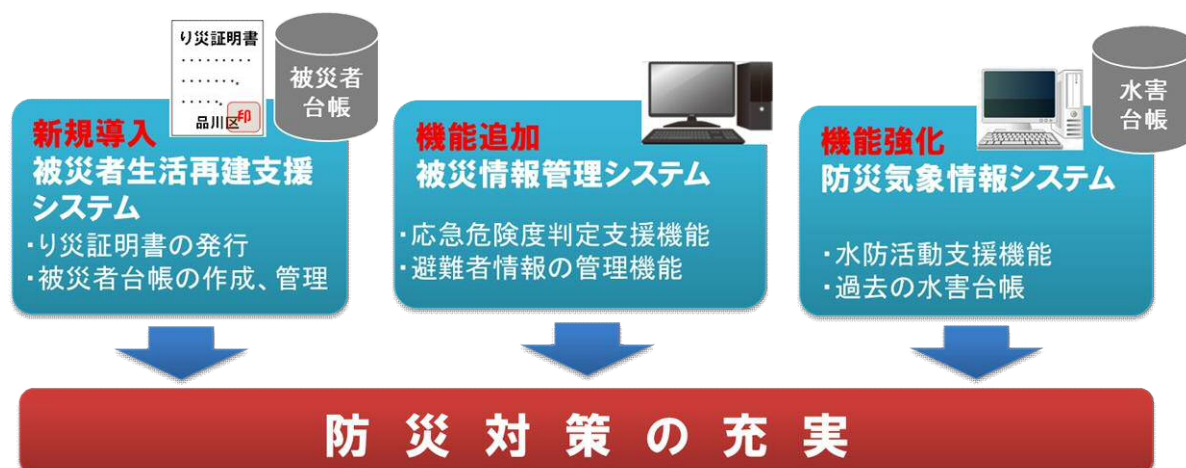 り災証明書
品川区
印
被災者
台帳
新規導入
被災者生活再建支援
システム
・り災証明書の発行
・被災者台帳の作成、管理
機能追加
被災情報管理システム
・応急危険度判定支援機能
・避難者情報の管理機能
水害
台帳
機能強化
防災気象情報システム
・水防活動支援機能
・過去の水害台帳
防災対策の充実